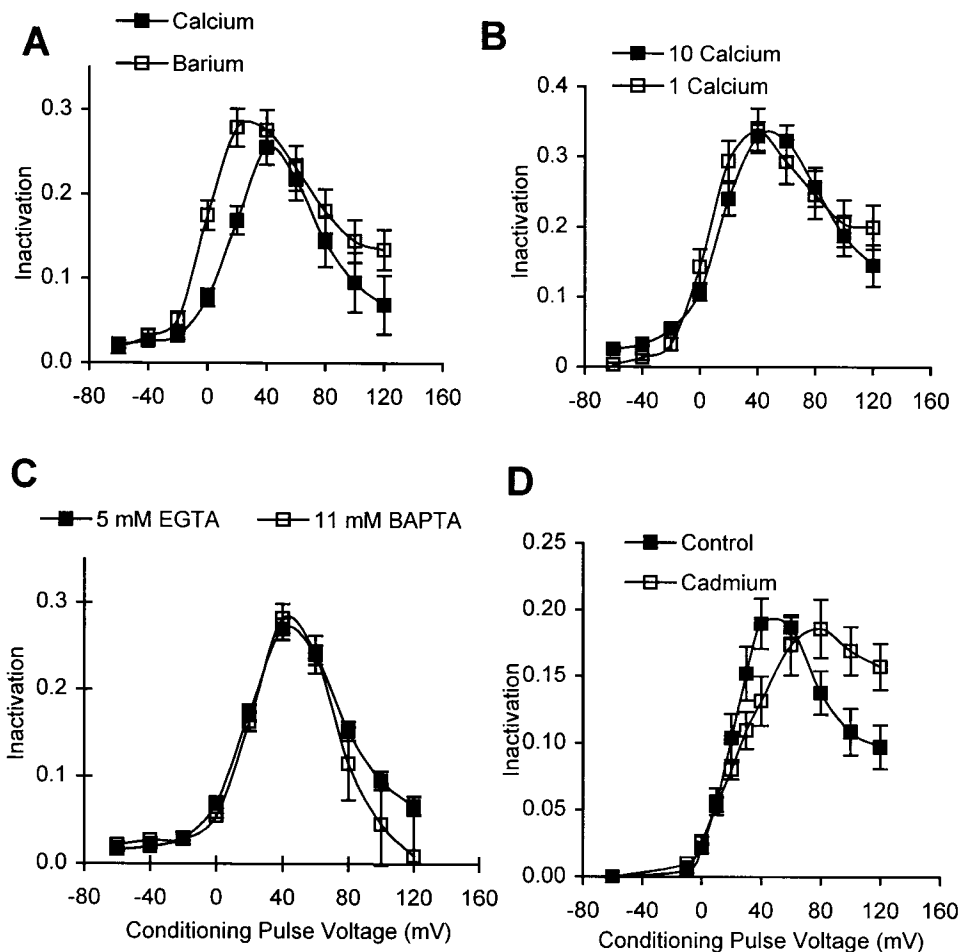 A
Calcium
Barium
Inactivation
0.3
0.2
0.1
0.0
-80 -40 0 40 80 120 160
B
10 Calcium
1 Calcium
Inactivation
0.4
0.3
0.2
0.1
0
-80 -40 0 40 80 120 160
C
5 mM EGTA 11 mM BAPTA
Inactivation
0.3
0.2
0.1
0.0
-80 -40 0 40 80 120 160
Conditioning Pulse Voltage (mV)
D
Control
Cadmium
Inactivation
0.25
0.20
0.15
0.10
0.05
0.00
-80 -40 0 40 80 120 160
Conditioning Pulse Voltage (mV)